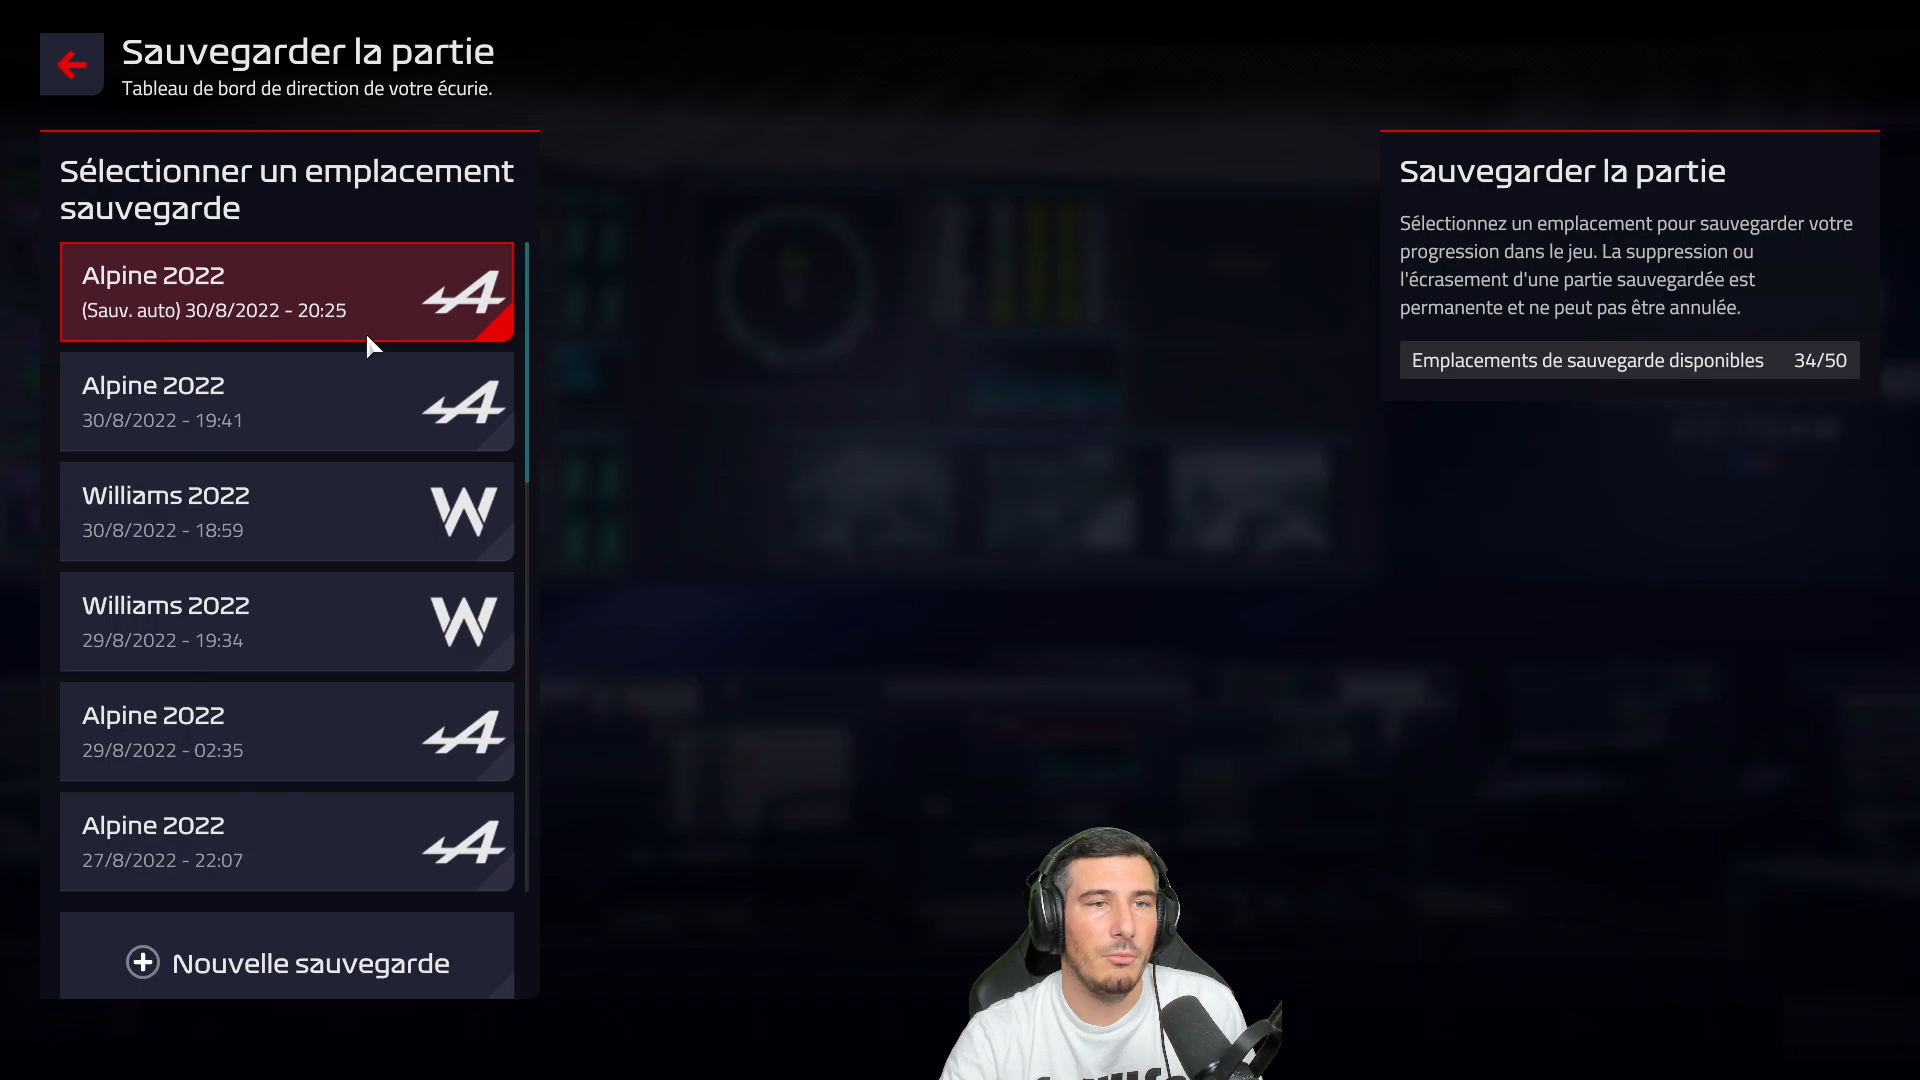 Sauvegarder la partie
Tableau de bord de direction de votre écurie.
Sélectionner un emplacement
sauvegarde
Alpine 2022
(Sauv. auto) 30/8/2022 - 20:25
Alpine 2022
30/8/2022 - 19:41
Williams 2022
30/8/2022 - 18:59
Williams 2022
29/8/2022 - 19:34
Alpine 2022
29/8/2022 - 02:35
Alpine 2022
27/8/2022 - 22:07
Nouvelle sauvegarde
Sauvegarder la partie
Sélectionnez un emplacement pour sauvegarder votre
progression dans le jeu. La suppression ou
l'écrasement d'une partie sauvegardée est
permanente et ne peut pas être annulée.
Emplacements de sauvegarde disponibles 34/50